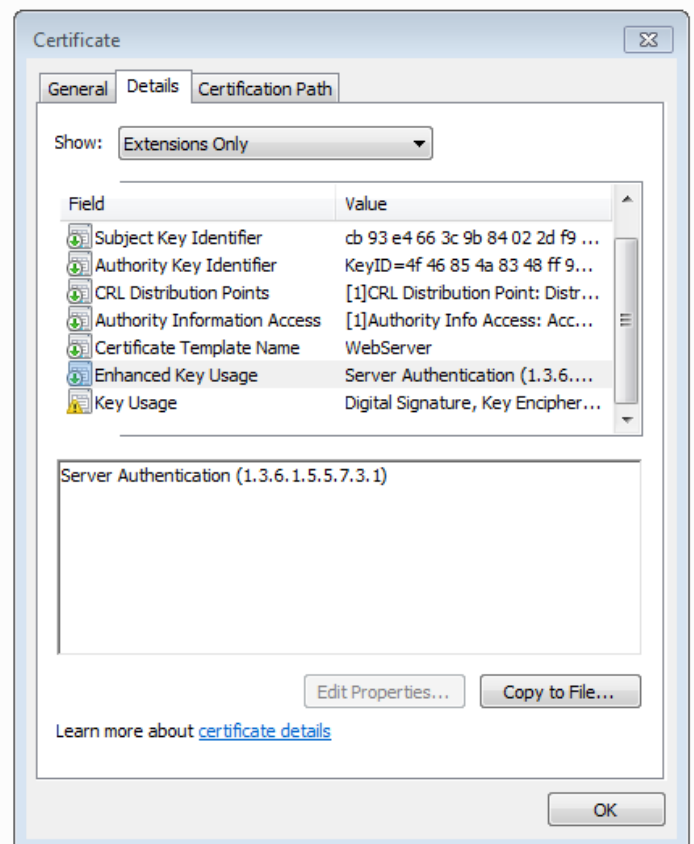 Certificate
General Details Certification Path
Show: Extensions Only
Field Value
Subject Key Identifier cb 93 e4 66 3c 9b 84 02 2d f9 ...
Authority Key Identifier KeyID=4f 46 85 4a 83 48 ff 9...
CRL Distribution Points [1]CRL Distribution Point: Distr...
Authority Information Access [1]Authority Info Access: Acc...
Certificate Template Name WebServer
Enhanced Key Usage Server Authentication (1.3.6....
Key Usage Digital Signature, Key Encipher...
Server Authentication (1.3.6.1.5.5.7.3.1)
Edit Properties... Copy to File...
Learn more about certificate details
OK